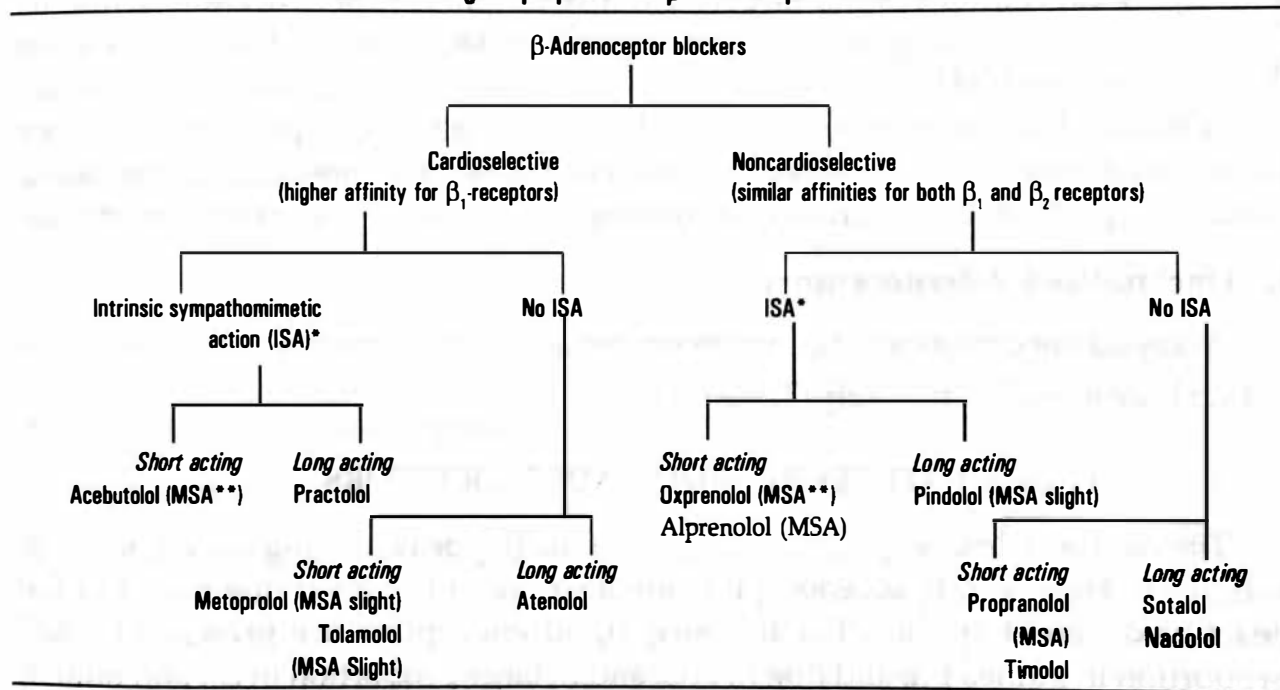 β-Adrenoceptor blockers
Cardioselective
(higher affinity for β₁-receptors)
Noncardioselective
(similar affinities for both β₁ and β₂ receptors)
Intrinsic sympathomimetic
action (ISA)*
No ISA
ISA*
No ISA
Short acting
Acebutolol (MSA**)
Long acting
Practolol
Short acting
Oxprenolol (MSA**)
Alprenolol (MSA)
Long acting
Pindolol (MSA slight)
Short acting
Metoprolol (MSA slight)
Tolamolol
(MSA Slight)
Long acting
Atenolol
Short acting
Propranolol
(MSA)
Timolol
Long acting
Sotalol
Nadolol